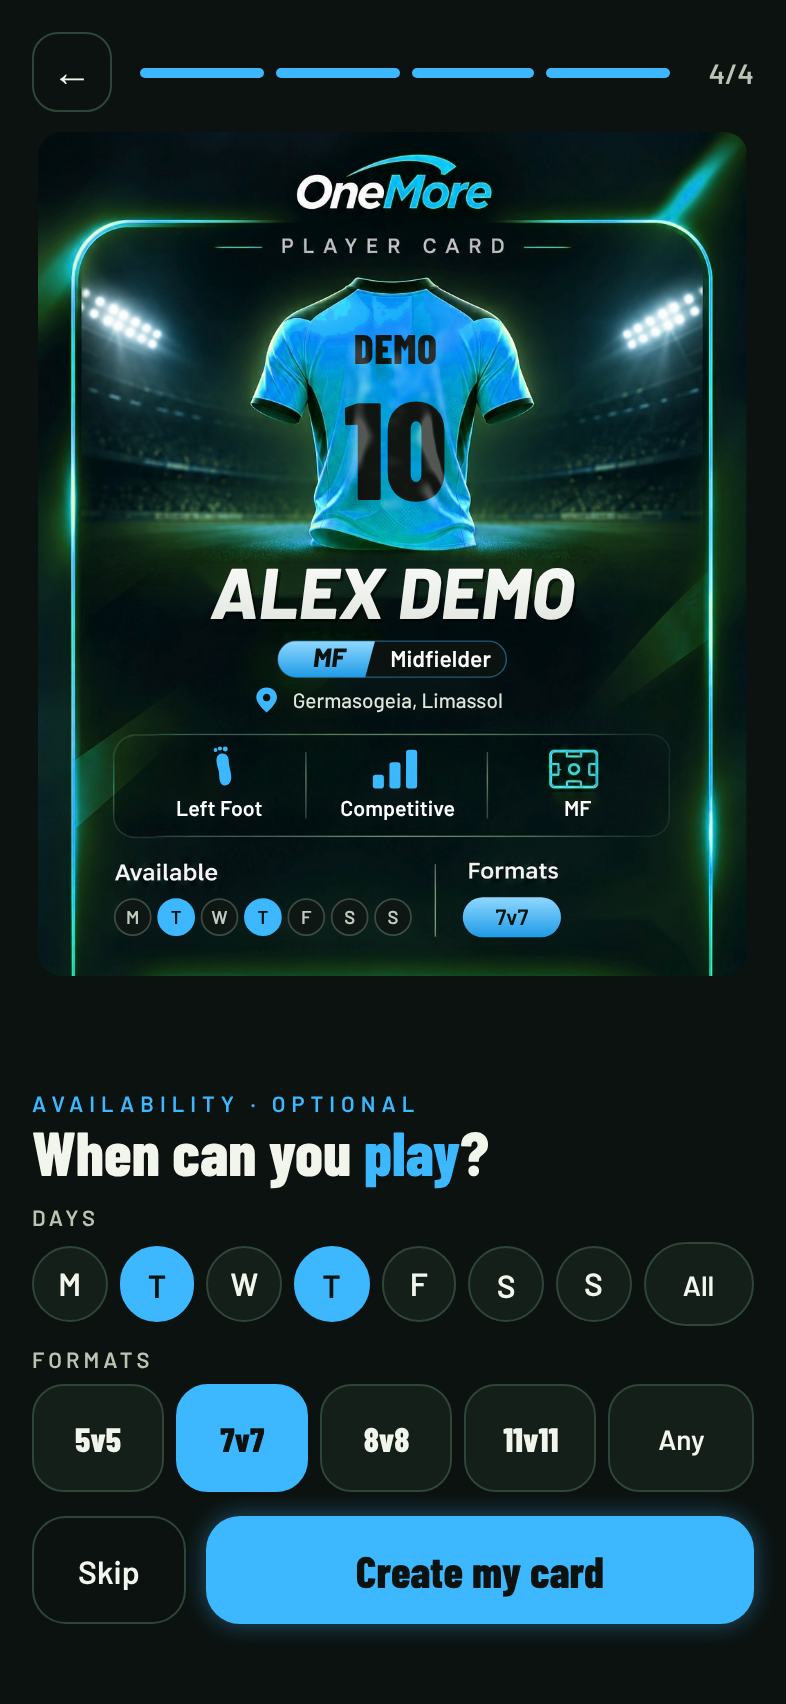 ←
4/4
OneMore
PLAYER CARD
DEMO
10
ALEX DEMO
MF Midfielder
Germasogeia, Limassol
Left Foot Competitive MF
Available Formats
M T W T F S S 7v7
AVAILABILITY · OPTIONAL
When can you play?
DAYS
M T W T F S S All
FORMATS
5v5 7v7 8v8 11v11 Any
Skip Create my card